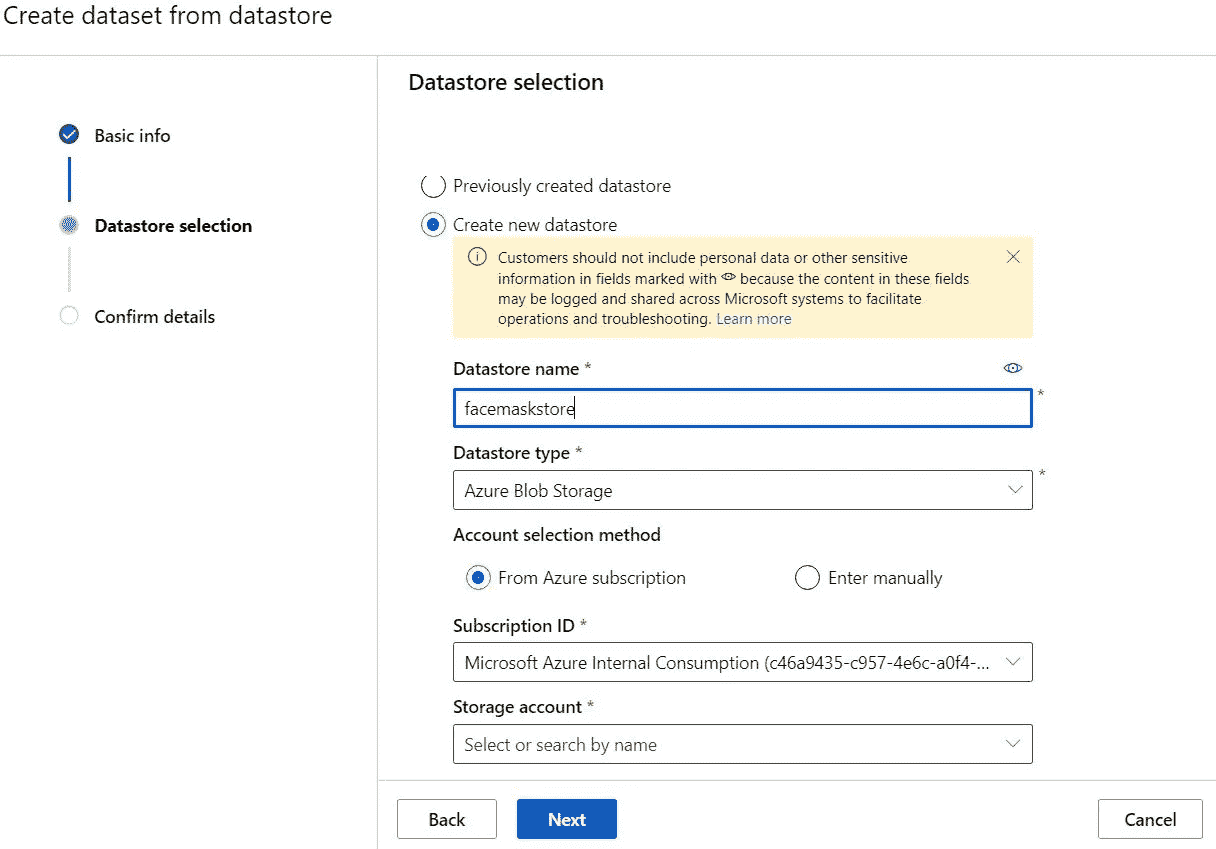 Create dataset from datastore
Datastore selection
Basic info
Datastore selection
Confirm details
Previously created datastore
Create new datastore
Customers should not include personal data or other sensitive
information in fields marked with because the content in these fields
may be logged and shared across Microsoft systems to facilitate
operations and troubleshooting. Learn more
Datastore name *
facemaskstore
*
Datastore type *
Azure Blob Storage
*
Account selection method
From Azure subscription
Enter manually
Subscription ID *
Microsoft Azure Internal Consumption (c46a9435-c957-4e6c-a0f4-...
Storage account *
Select or search by name
Back
Next
Cancel